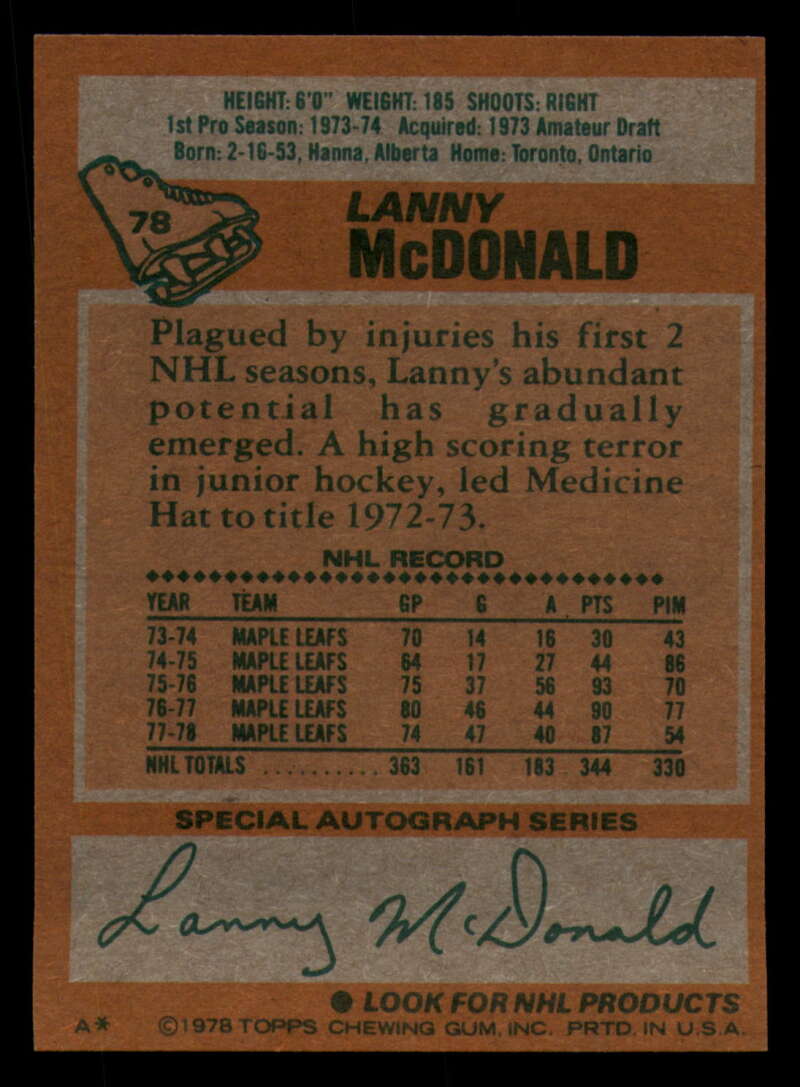 HEIGHT: 6'0" WEIGHT: 185 SHOOTS: RIGHT
1st Pro Season: 1973-74 Acquired: 1973 Amateur Draft
Born: 2-16-53, Hanna, Alberta Home: Toronto, Ontario
78
LANNY
McDONALD
Plagued by injuries his first 2
NHL seasons, Lanny's abundant
potential has gradually
emerged. A high scoring terror
in junior hockey, led Medicine
Hat to title 1972-73.
NHL RECORD
YEAR TEAM GP G A PTS PIM
73-74 MAPLE LEAFS 70 14 16 30 43
74-75 MAPLE LEAFS 64 17 27 44 86
75-76 MAPLE LEAFS 75 37 56 93 70
76-77 MAPLE LEAFS 80 46 44 90 77
77-78 MAPLE LEAFS 74 47 40 87 54
NHL TOTALS .......... 363 161 183 344 330
SPECIAL AUTOGRAPH SERIES
Lanny McDonald
● LOOK FOR NHL PRODUCTS
A* ©1978 TOPPS CHEWING GUM, INC. PRTD. IN U.S.A.